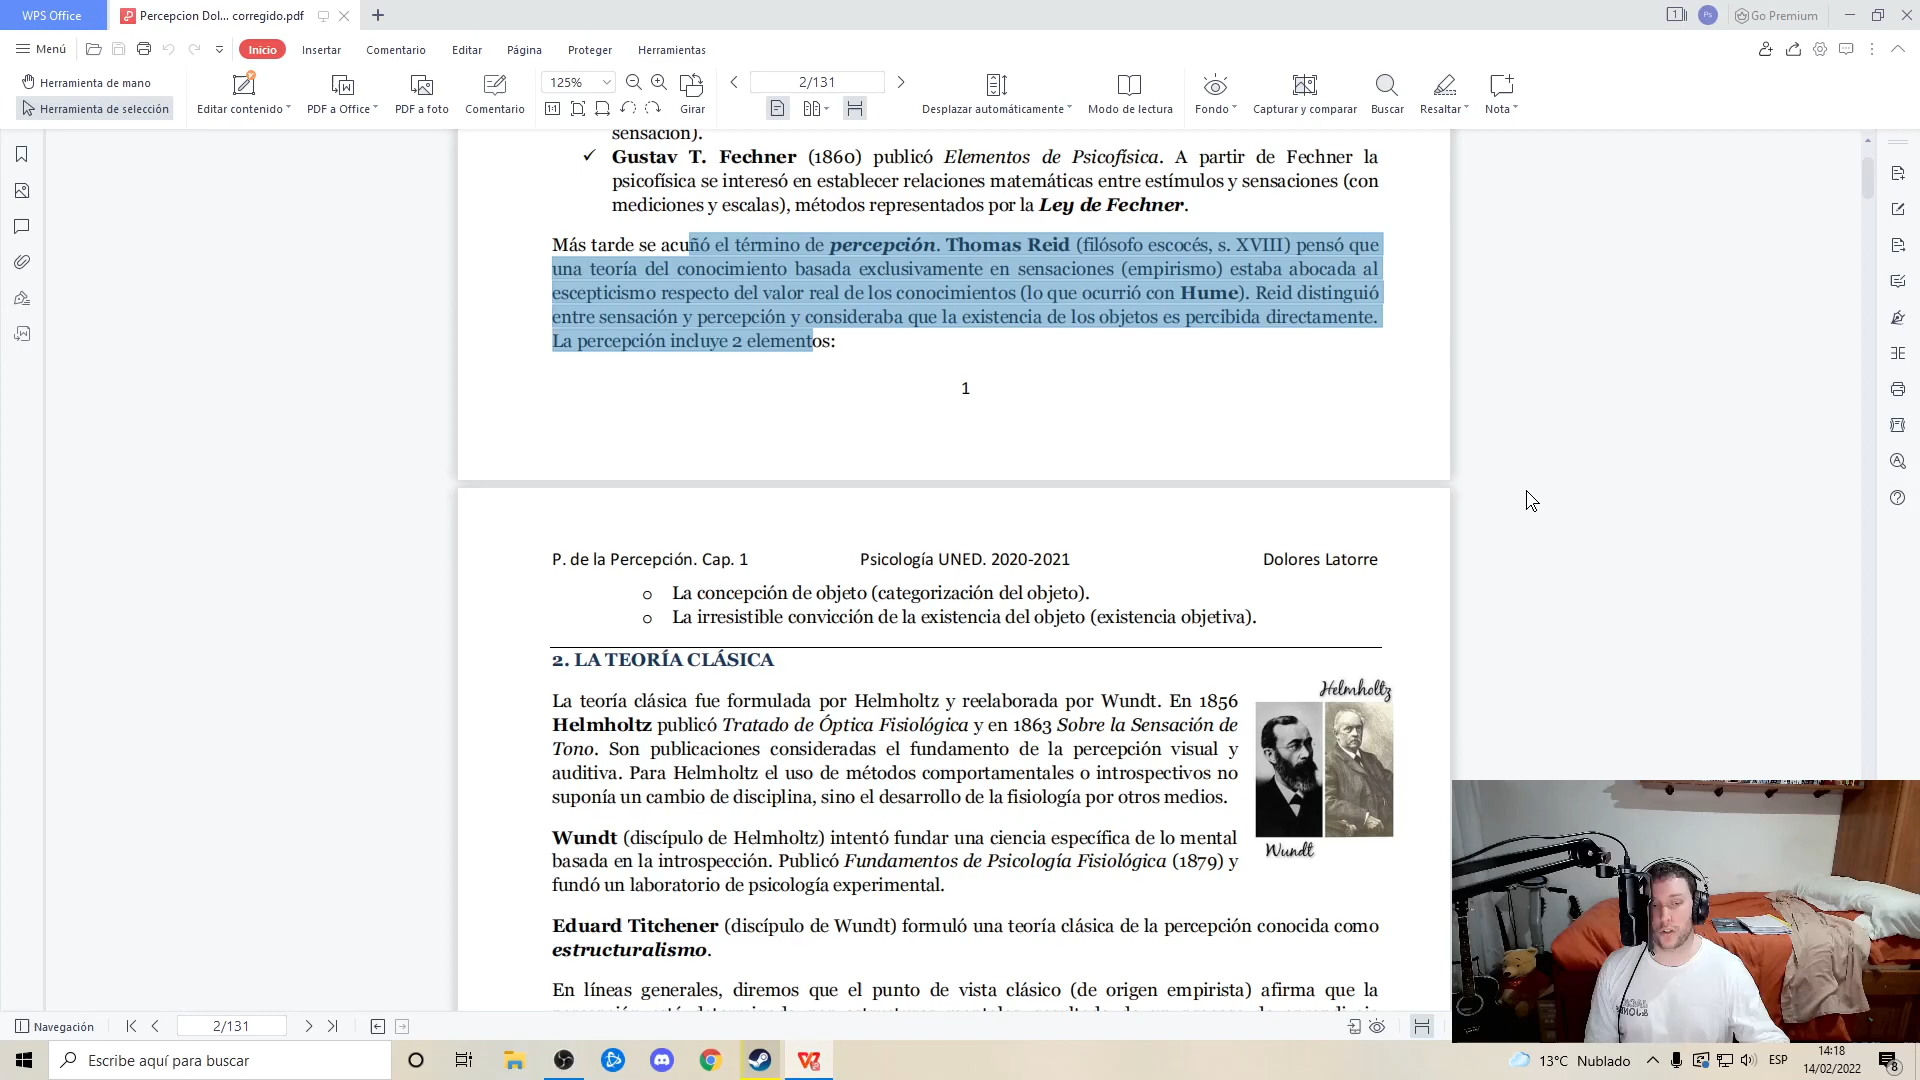 WPS Office
Percepcion Dol... corregido.pdf
1
Ps
Go Premium
Menú
Inicio
Insertar
Comentario
Editar
Página
Proteger
Herramientas
Herramienta de mano
Herramienta de selección
Editar contenido
PDF a Office
PDF a foto
Comentario
125%
Girar
2/131
Desplazar automáticamente
Modo de lectura
Fondo
Capturar y comparar
Buscar
Resaltar
Nota
sensación).
✓ Gustav T. Fechner (1860) publicó Elementos de Psicofísica. A partir de Fechner la
psicofísica se interesó en establecer relaciones matemáticas entre estímulos y sensaciones (con
mediciones y escalas), métodos representados por la Ley de Fechner.
Más tarde se acuñó el término de percepción. Thomas Reid (filósofo escocés, s. XVIII) pensó que
una teoría del conocimiento basada exclusivamente en sensaciones (empirismo) estaba abocada al
escepticismo respecto del valor real de los conocimientos (lo que ocurrió con Hume). Reid distinguió
entre sensación y percepción y consideraba que la existencia de los objetos es percibida directamente.
La percepción incluye 2 elementos:
1
P. de la Percepción. Cap. 1 Psicología UNED. 2020-2021 Dolores Latorre
o La concepción de objeto (categorización del objeto).
o La irresistible convicción de la existencia del objeto (existencia objetiva).
2. LA TEORÍA CLÁSICA
La teoría clásica fue formulada por Helmholtz y reelaborada por Wundt. En 1856
Helmholtz publicó Tratado de Óptica Fisiológica y en 1863 Sobre la Sensación de
Tono. Son publicaciones consideradas el fundamento de la percepción visual y
auditiva. Para Helmholtz el uso de métodos comportamentales o introspectivos no
suponía un cambio de disciplina, sino el desarrollo de la fisiología por otros medios.
Helmholtz
Wundt
Wundt (discípulo de Helmholtz) intentó fundar una ciencia específica de lo mental
basada en la introspección. Publicó Fundamentos de Psicología Fisiológica (1879) y
fundó un laboratorio de psicología experimental.
Eduard Titchener (discípulo de Wundt) formuló una teoría clásica de la percepción conocida como
estructuralismo.
En líneas generales, diremos que el punto de vista clásico (de origen empirista) afirma que la
Navegación
2/131
Escribe aquí para buscar
13°C Nublado
ESP
14:18
14/02/2022
8